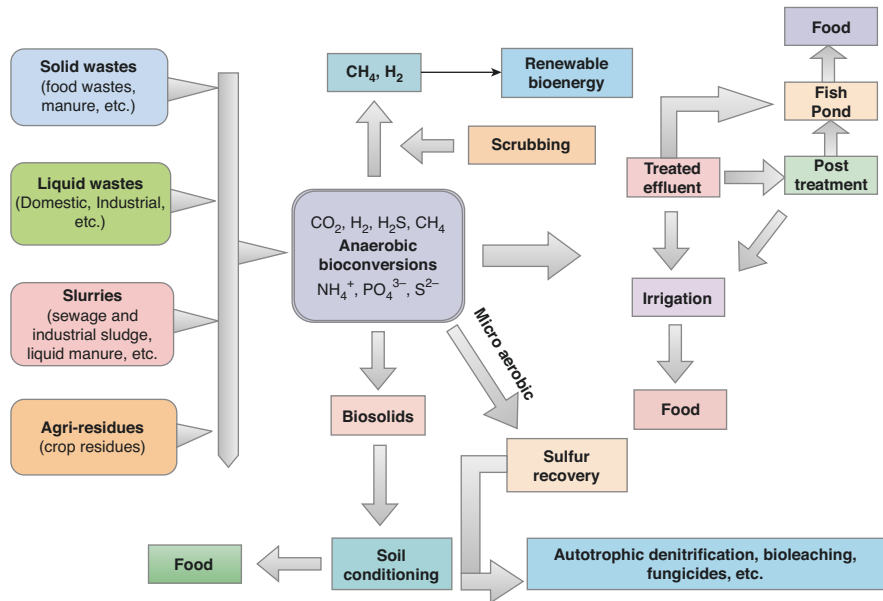 Solid wastes
(food wastes,
manure, etc.)
Liquid wastes
(Domestic, Industrial,
etc.)
Slurries
(sewage and
industrial sludge,
liquid manure, etc.
Agri-residues
(crop residues)
CH₄, H₂
Renewable
bioenergy
Scrubbing
CO₂, H₂, H₂S, CH₄
Anaerobic
bioconversions
NH₄⁺, PO₄³⁻, S²⁻
Micro aerobic
Biosolids
Sulfur
recovery
Soil
conditioning
Food
Autotrophic denitrification, bioleaching,
fungicides, etc.
Food
Fish
Pond
Treated
effluent
Post
treatment
Irrigation
Food